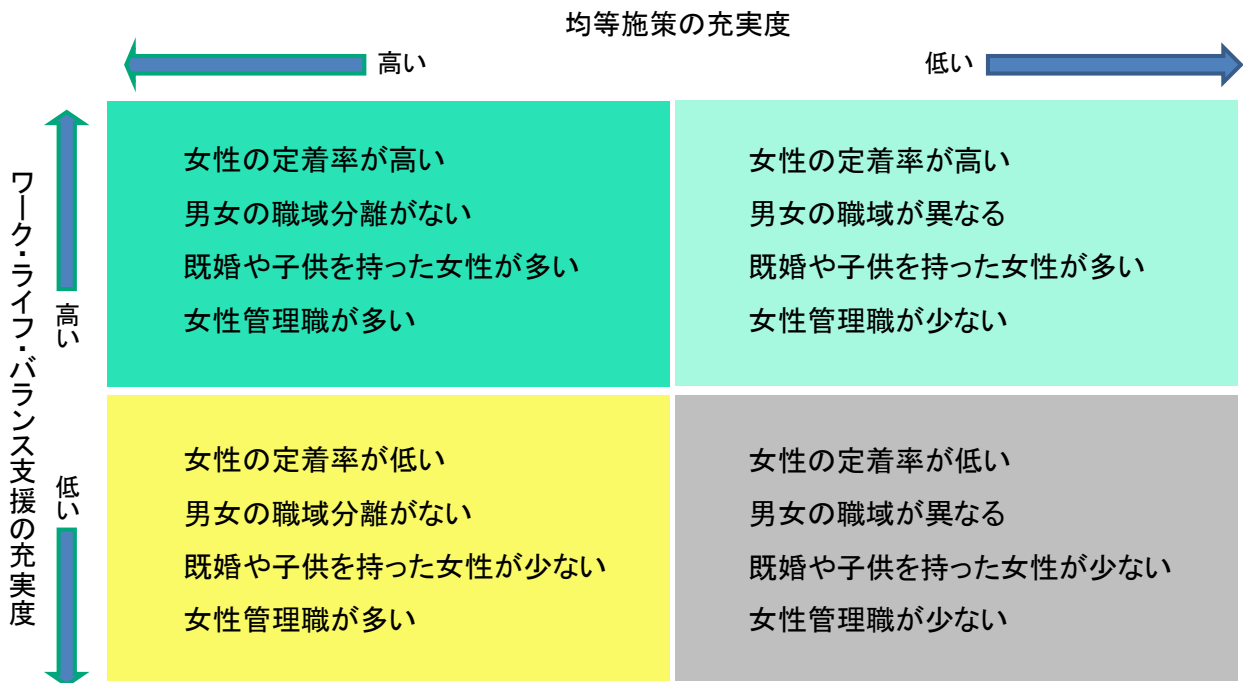 均等施策の充実度
高い
低い
ワーク・ライフ・バランス支援の充実度
高い
女性の定着率が高い
男女の職域分離がない
既婚や子供を持った女性が多い
女性管理職が多い
女性の定着率が高い
男女の職域が異なる
既婚や子供を持った女性が多い
女性管理職が少ない
低い
女性の定着率が低い
男女の職域分離がない
既婚や子供を持った女性が少ない
女性管理職が多い
女性の定着率が低い
男女の職域が異なる
既婚や子供を持った女性が少ない
女性管理職が少ない